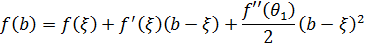 f(b) = f(ξ) + f′(ξ)(b − ξ) + f″(θ₁)/2 (b − ξ)²